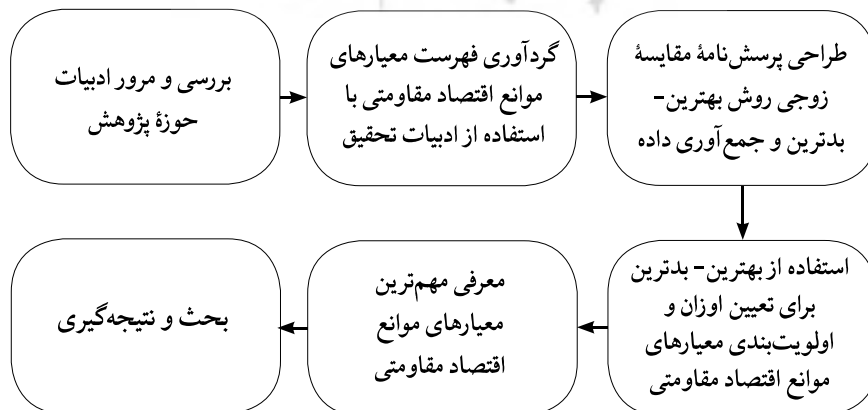 بررسی و مرور ادبیات
حوزهٔ پژوهش
گردآوری فهرست معیارهای
موانع اقتصاد مقاومتی با
استفاده از ادبیات تحقیق
طراحی پرسش‌نامهٔ مقایسهٔ
زوجی روش بهترین-
بدترین و جمع‌آوری داده
استفاده از بهترین- بدترین
برای تعیین اوزان و
اولویت‌بندی معیارهای
موانع اقتصاد مقاومتی
معرفی مهم‌ترین
معیارهای موانع
اقتصاد مقاومتی
بحث و نتیجه‌گیری